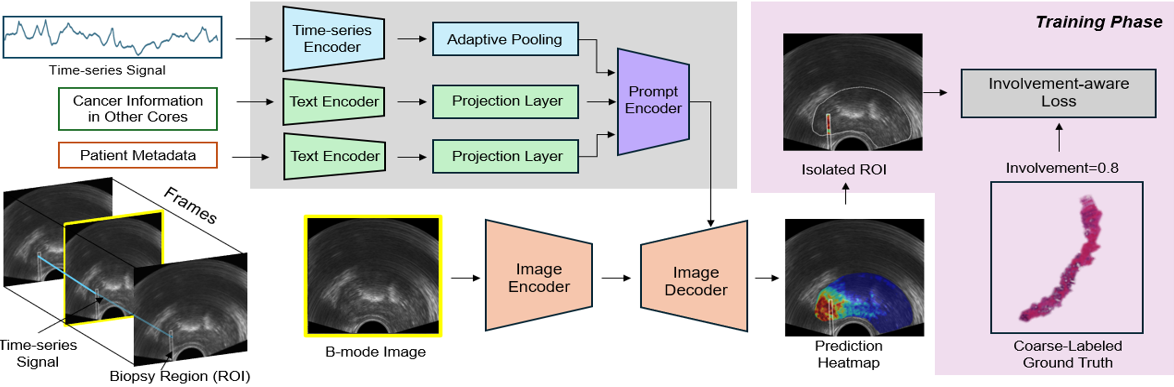 Training Phase
Time-series
Encoder
Adaptive Pooling
Time-series Signal
Cancer Information
in Other Cores
Text Encoder
Projection Layer
Prompt
Encoder
Involvement-aware
Loss
Patient Metadata
Text Encoder
Projection Layer
Isolated ROI
Involvement=0.8
Frames
Image
Encoder
Image
Decoder
Time-series
Signal
Biopsy Region (ROI)
B-mode Image
Prediction
Heatmap
Coarse-Labeled
Ground Truth